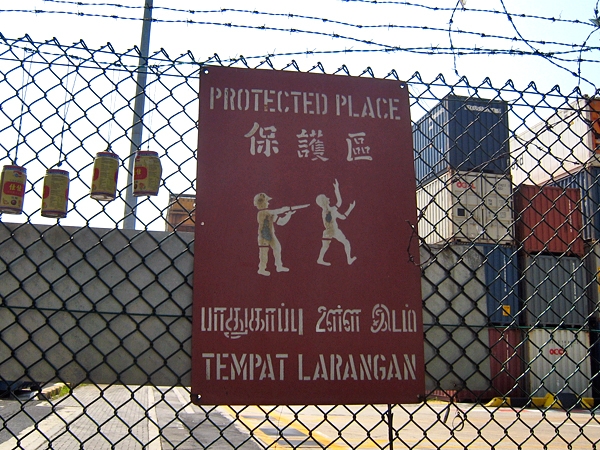 PROTECTED PLACE
保護區
பாதுகாப்பு உள்ள இடம்
TEMPAT LARANGAN